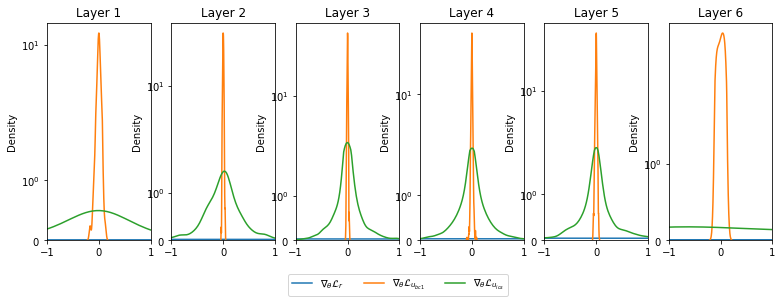 Layer 1 Layer 2 Layer 3 Layer 4 Layer 5 Layer 6
Density Density Density Density Density Density
10¹ 10¹ 10¹ 10¹ 10¹
10⁰ 10⁰ 10⁰ 10⁰ 10⁰ 10⁰
0 0 0 0 0 0
−1 0 1 −1 0 1 −1 0 1 −1 0 1 −1 0 1 −1 0 1
∇θℒr ∇θℒu_bc1 ∇θℒu_ics